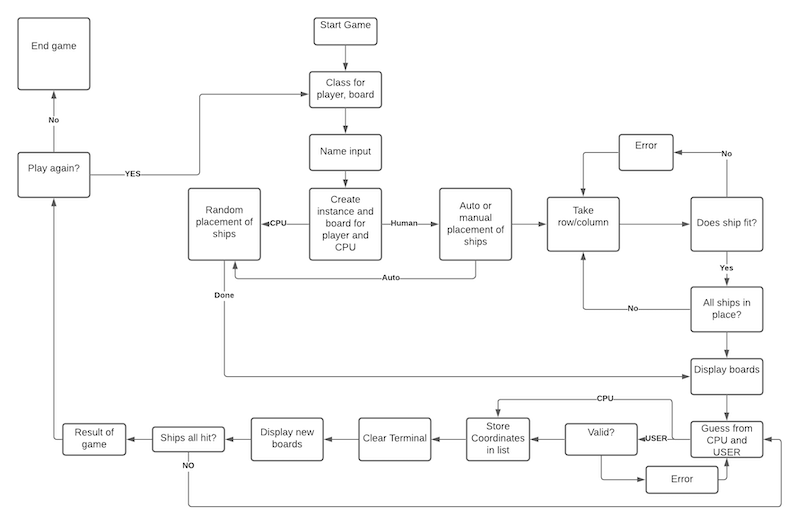 Start Game
End game
Class for
player, board
No
Play again?
YES
Name input
Error
No
Random
placement of
ships
CPU
Create
instance and
board for
player and
CPU
Human
Auto or
manual
placement of
ships
Take
row/column
Does ship fit?
Auto
Yes
Done
No
All ships in
place?
Display boards
CPU
Result of
game
Ships all hit?
Display new
boards
Clear Terminal
Store
Coordinates
in list
Valid?
USER
Guess from
CPU and
USER
NO
Error